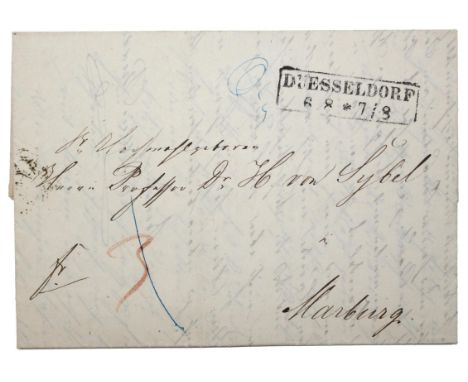 DUESSELDORF
6 8 * 7/8
Sr Hochwohlgeboren
Herrn Professor Dr H von Sybel
fr
3
Marburg.